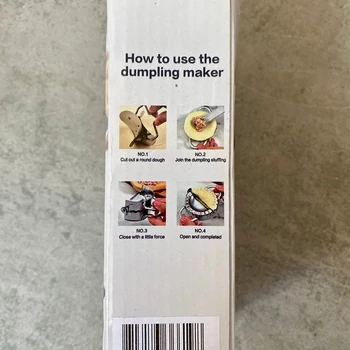 How to use the
dumpling maker
NO.1
Cut out a round dough
NO.2
Join the dumpling stuffing
NO.3
Close with a little force
NO.4
Open and completed